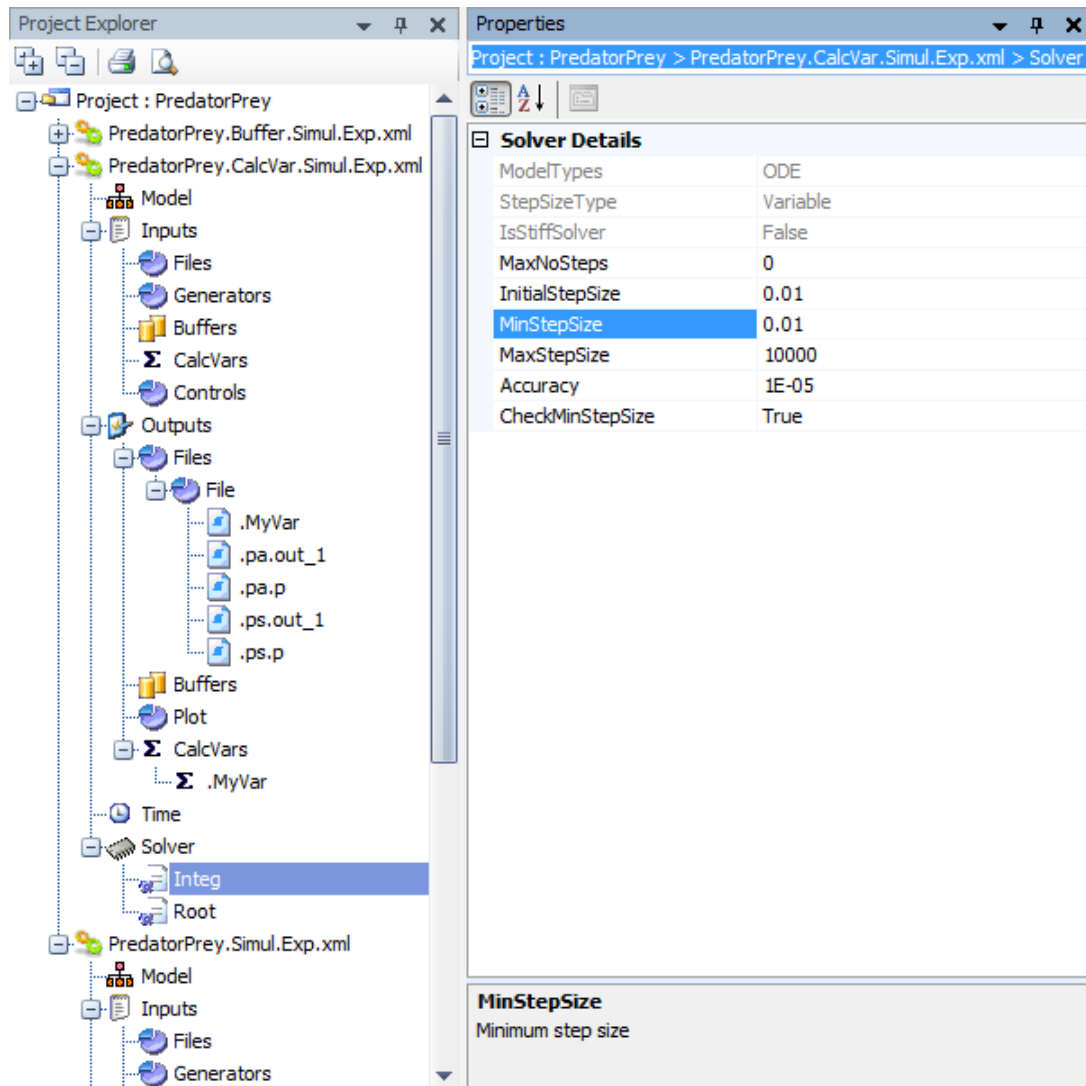 Project Explorer
Project : PredatorPrey
PredatorPrey.Buffer.Simul.Exp.xml
PredatorPrey.CalcVar.Simul.Exp.xml
Model
Inputs
Files
Generators
Buffers
Σ CalcVars
Controls
Outputs
Files
File
.MyVar
.pa.out_1
.pa.p
.ps.out_1
.ps.p
Buffers
Plot
Σ CalcVars
Σ .MyVar
Time
Solver
Integ
Root
PredatorPrey.Simul.Exp.xml
Model
Inputs
Files
Generators
Properties
Project : PredatorPrey > PredatorPrey.CalcVar.Simul.Exp.xml > Solver
Solver Details
ModelTypes ODE
StepSizeType Variable
IsStiffSolver False
MaxNoSteps 0
InitialStepSize 0.01
MinStepSize 0.01
MaxStepSize 10000
Accuracy 1E-05
CheckMinStepSize True
MinStepSize
Minimum step size